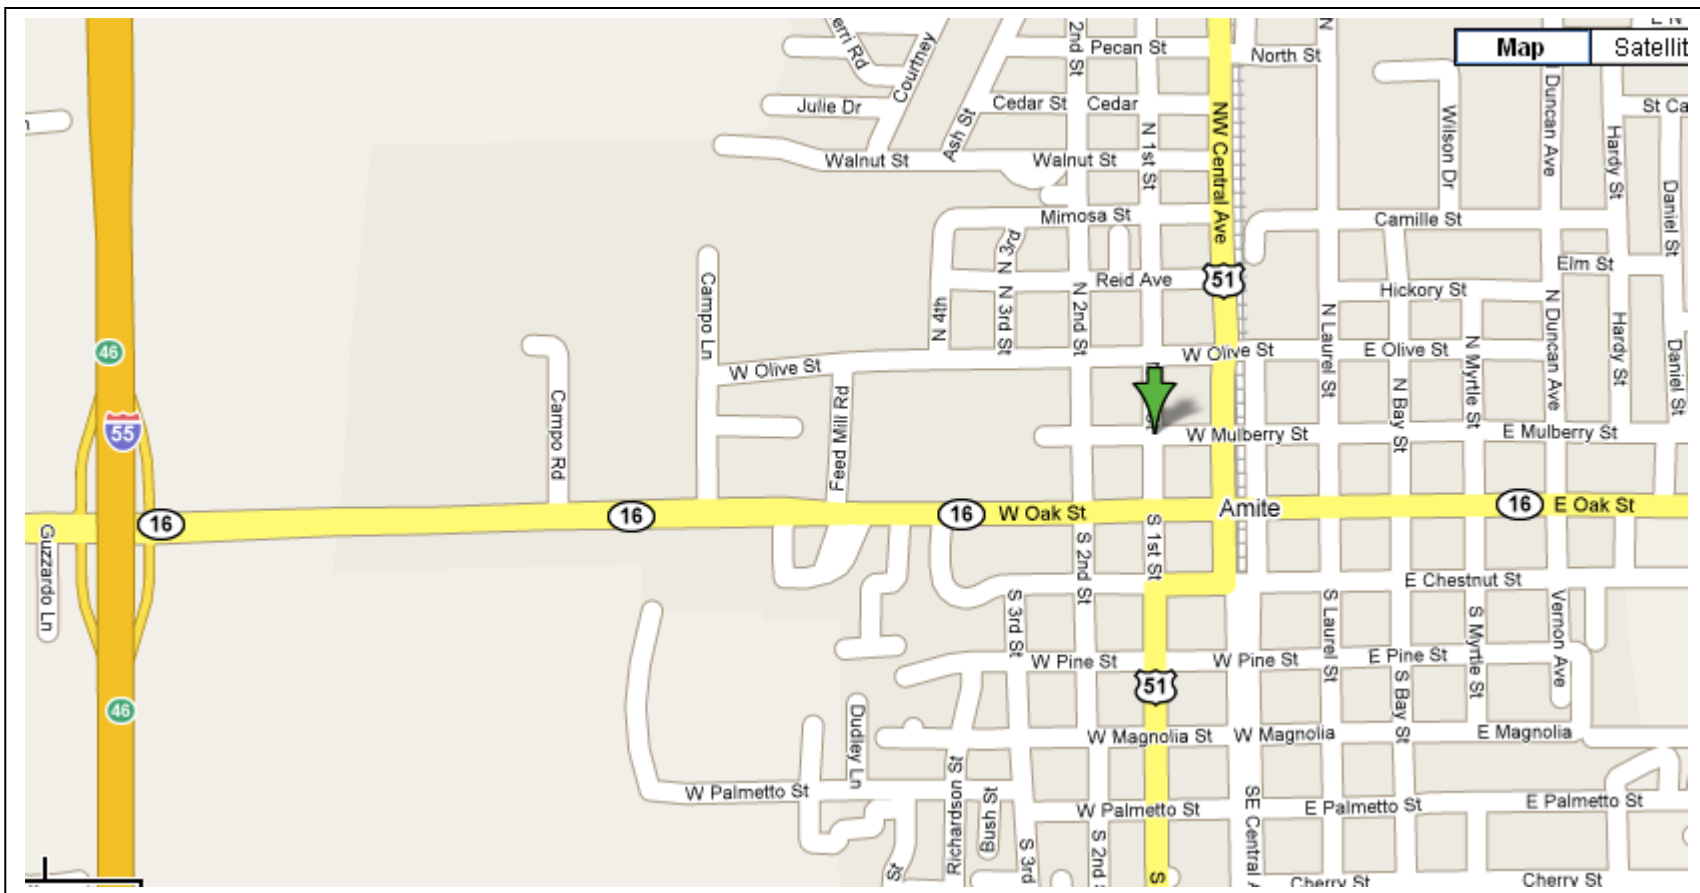 2nd St
Pecan St
erri Rd
Courtney
North St
Map
Satellit
Julie Dr
Cedar St
Cedar
Ash St
NW Central Ave
N 1st St
Wilson Dr
N Duncan Ave
Hardy St
St Ca
Walnut St
Walnut St
Daniel St
Mimosa St
Camille St
N 3rd
Reid Ave
51
Elm St
Hickory St
Campo Ln
N 4th
N 3rd St
N 2nd St
N Laurel St
N Duncan Ave
Hardy St
46
W Olive St
W Olive St
E Olive St
N Myrtle St
Daniel St
Campo Rd
Feed Mill Rd
N Bay St
55
W Mulberry St
E Mulberry St
16
16
16
W Oak St
Amite
16
E Oak St
Guzzardo Ln
S 2nd St
S 1st St
E Chestnut St
S 3rd St
S Laurel St
S Myrtle St
Vernon Ave
W Pine St
W Pine St
E Pine St
51
S Bay St
46
Dudley Ln
W Magnolia St
W Magnolia
E Magnolia
W Palmetto St
Richardson St
Bush St
W Palmetto St
SE Central A
E Palmetto St
E Palmetto St
St
S 3rd
S 2nd S
S
Cherry St
Cherry St